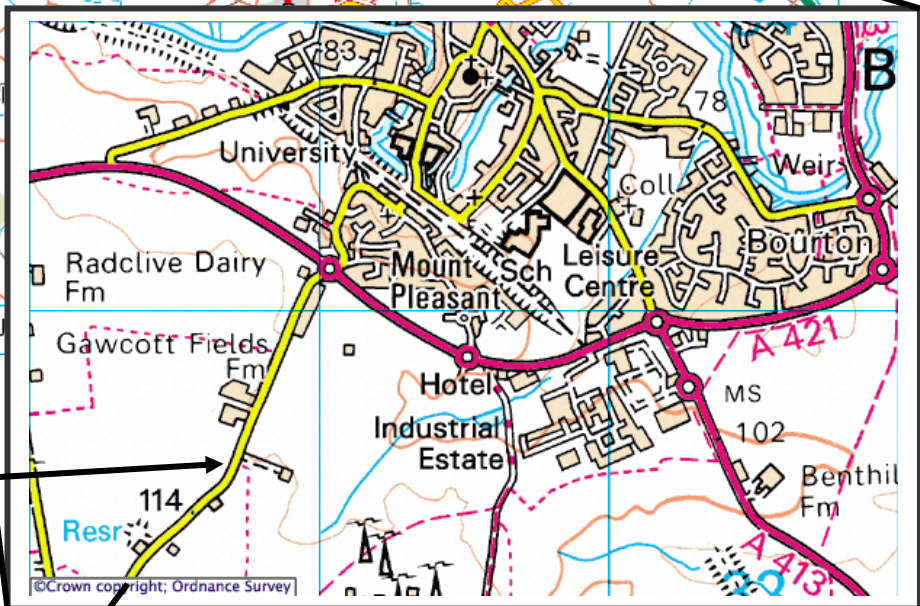 83
B
78
University
Weir
Coll
Bourton
Radclive Dairy
Fm
Mount
Pleasant
Sch
Leisure
Centre
Gawcott Fields
Fm
A 421
Hotel
MS
Industrial
Estate
102
114
Benthil
Fm
Resr
A 413
©Crown copyright; Ordnance Survey